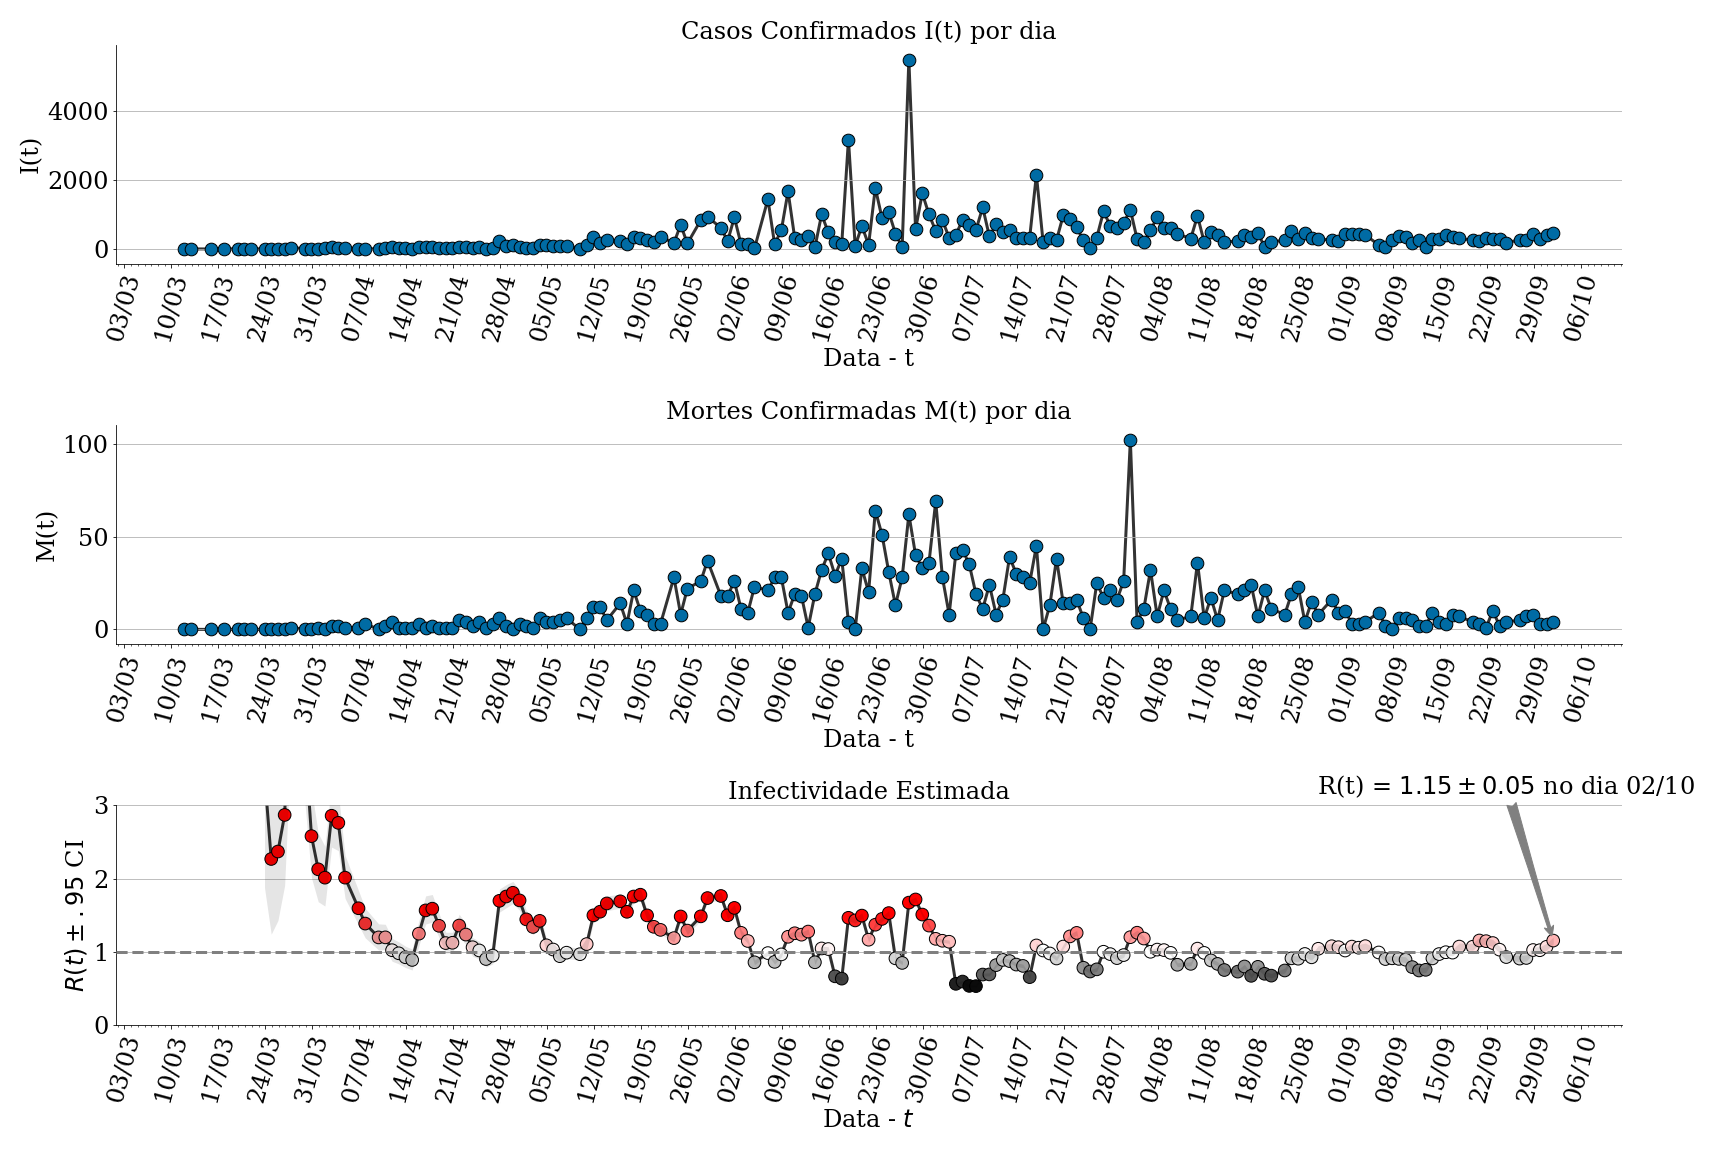 Casos Confirmados I(t) por dia
I(t)
4000
2000
0
03/03 10/03 17/03 24/03 31/03 07/04 14/04 21/04 28/04 05/05 12/05 19/05 26/05 02/06 09/06 16/06 23/06 30/06 07/07 14/07 21/07 28/07 04/08 11/08 18/08 25/08 01/09 08/09 15/09 22/09 29/09 06/10
Data - t
Mortes Confirmadas M(t) por dia
M(t)
100
50
0
03/03 10/03 17/03 24/03 31/03 07/04 14/04 21/04 28/04 05/05 12/05 19/05 26/05 02/06 09/06 16/06 23/06 30/06 07/07 14/07 21/07 28/07 04/08 11/08 18/08 25/08 01/09 08/09 15/09 22/09 29/09 06/10
Data - t
Infectividade Estimada
R(t) = 1.15 ± 0.05 no dia 02/10
R(t) ± .95 CI
3
2
1
0
03/03 10/03 17/03 24/03 31/03 07/04 14/04 21/04 28/04 05/05 12/05 19/05 26/05 02/06 09/06 16/06 23/06 30/06 07/07 14/07 21/07 28/07 04/08 11/08 18/08 25/08 01/09 08/09 15/09 22/09 29/09 06/10
Data - t